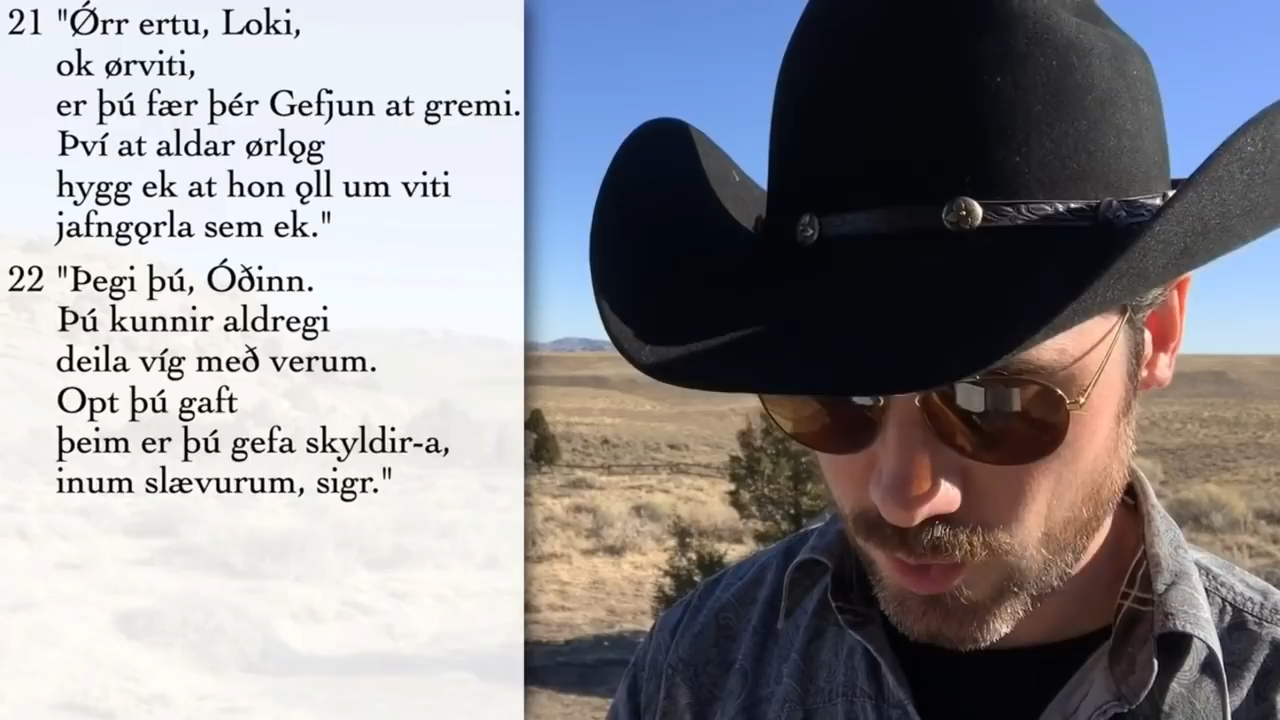 21 "Ørr ertu, Loki,
ok ørviti,
er þú fær þér Gefjun at gremi.
Því at aldar ørlǫg
hygg ek at hon ǫll um viti
jafngǫrla sem ek."
22 "Þegi þú, Óðinn.
Þú kunnir aldregi
deila víg með verum.
Opt þú gaft
þeim er þú gefa skyldir-a,
inum slævurum, sigr."